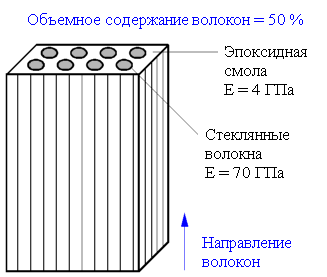 Объемное содержание волокон = 50 %
Эпоксидная
смола
E = 4 ГПа
Стеклянные
волокна
E = 70 ГПа
Направление
волокон